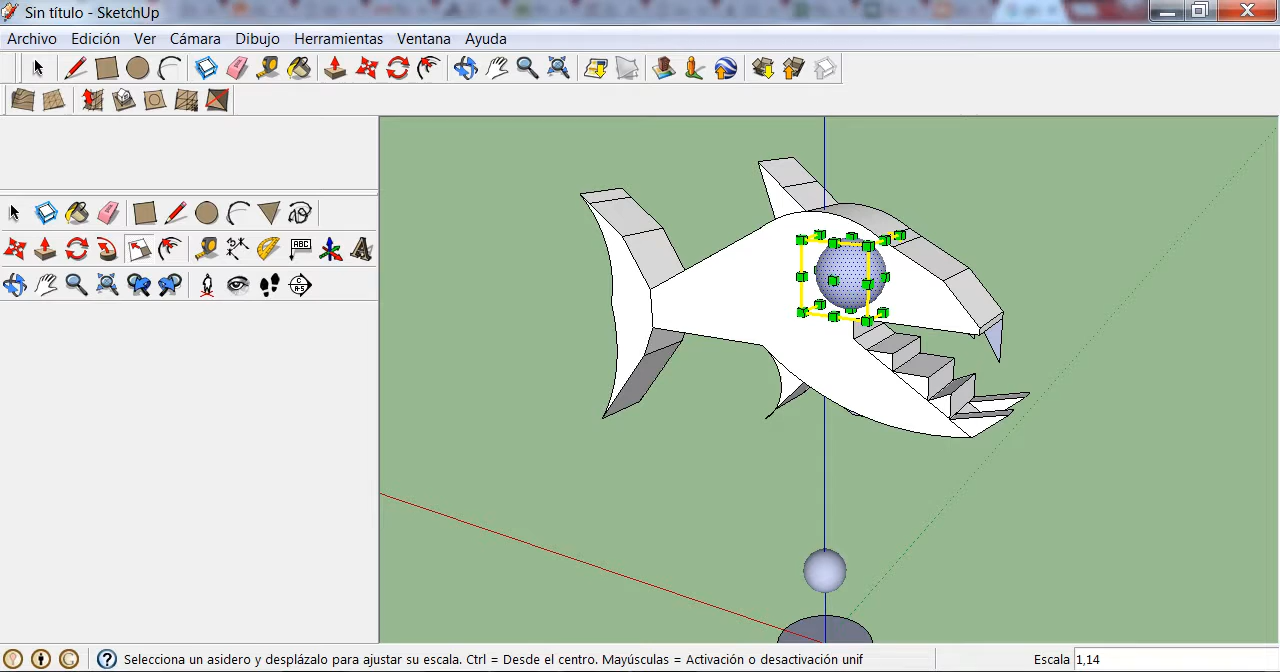 Sin título - SketchUp
Archivo Edición Ver Cámara Dibujo Herramientas Ventana Ayuda
ABC
A
Selecciona un asidero y desplázalo para ajustar su escala. Ctrl = Desde el centro. Mayúsculas = Activación o desactivación unif
Escala 1,14